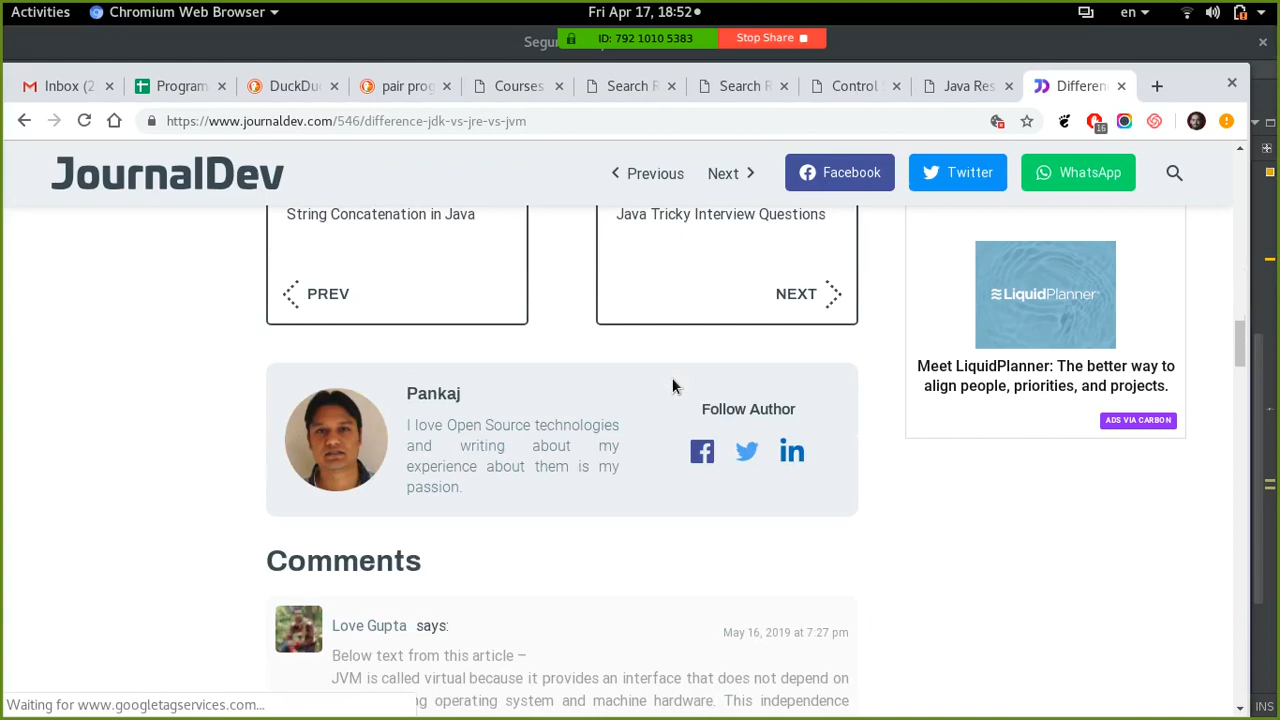 Activities
Chromium Web Browser
Fri Apr 17, 18:52
en
Segu
ID: 792 1010 5383
Stop Share
Inbox (2
Program
DuckDu
pair prog
Courses
Search R
Search R
Control
Java Res
Differen
https://www.journaldev.com/546/difference-jdk-vs-jre-vs-jvm
16
JournalDev
Previous
Next
Facebook
Twitter
WhatsApp
String Concatenation in Java
Java Tricky Interview Questions
PREV
NEXT
LiquidPlanner
Meet LiquidPlanner: The better way to
align people, priorities, and projects.
ADS VIA CARBON
Pankaj
I love Open Source technologies
and writing about my
experience about them is my
passion.
Follow Author
Comments
Love Gupta says:
May 16, 2019 at 7:27 pm
Below text from this article –
JVM is called virtual because it provides an interface that does not depend on
operating system and machine hardware. This independence
Waiting for www.googletagservices.com...
INS